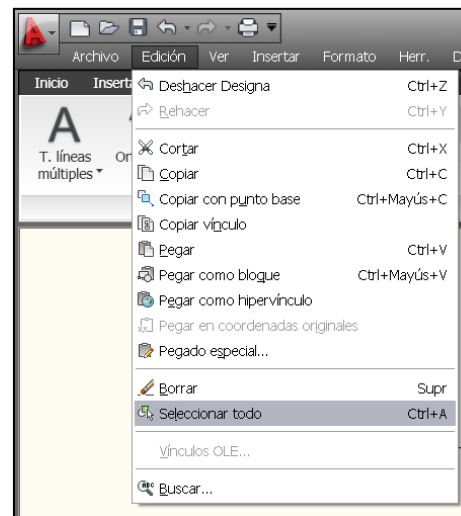 Archivo Edición Ver Insertar Formato Herr. D
Inicio Inserta
A
T. líneas Or
múltiples
Deshacer Designa Ctrl+Z
Rehacer Ctrl+Y
Cortar Ctrl+X
Copiar Ctrl+C
Copiar con punto base Ctrl+Mayús+C
Copiar vínculo
Pegar Ctrl+V
Pegar como bloque Ctrl+Mayús+V
Pegar como hipervínculo
Pegar en coordenadas originales
Pegado especial...
Borrar Supr
Seleccionar todo Ctrl+A
Vínculos OLE...
Buscar...